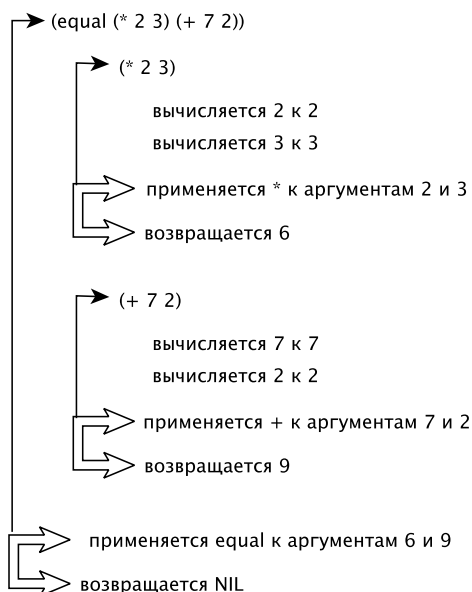 (equal (* 2 3) (+ 7 2))
(* 2 3)
вычисляется 2 к 2
вычисляется 3 к 3
применяется * к аргументам 2 и 3
возвращается 6
(+ 7 2)
вычисляется 7 к 7
вычисляется 2 к 2
применяется + к аргументам 7 и 2
возвращается 9
применяется equal к аргументам 6 и 9
возвращается NIL